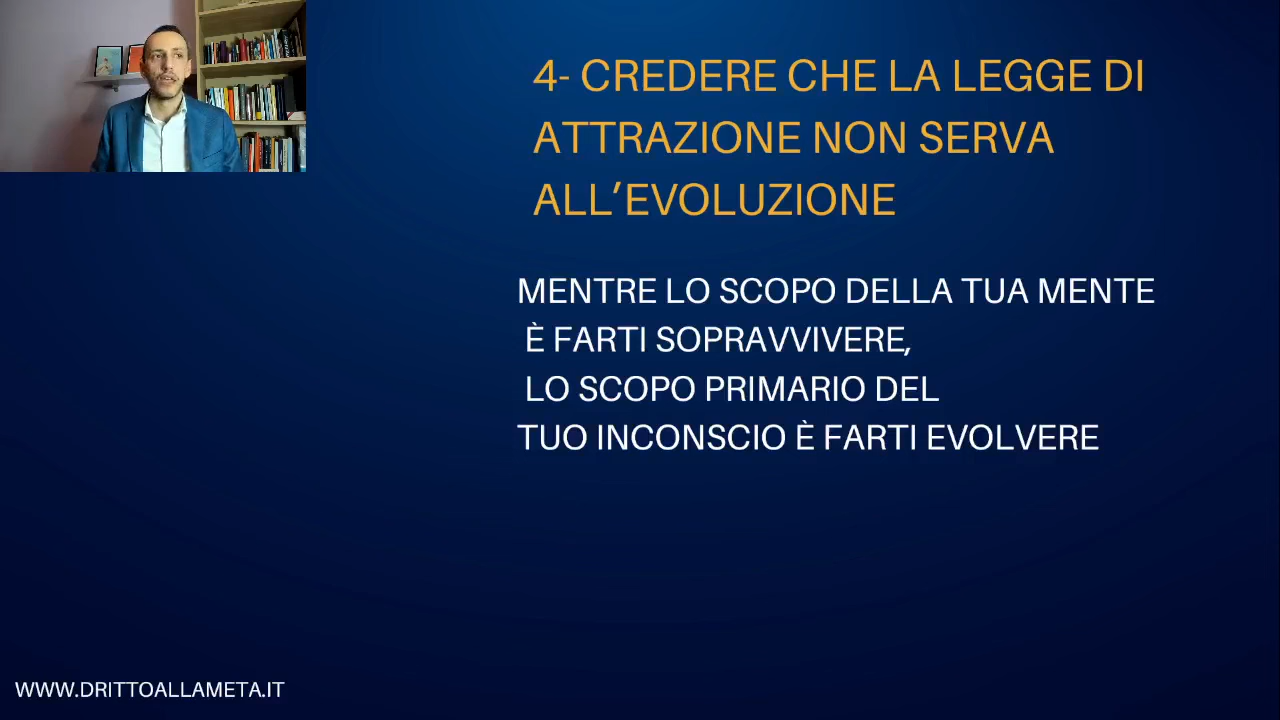 4- CREDERE CHE LA LEGGE DI
ATTRAZIONE NON SERVA
ALL’EVOLUZIONE
MENTRE LO SCOPO DELLA TUA MENTE
È FARTI SOPRAVVIVERE,
LO SCOPO PRIMARIO DEL
TUO INCONSCIO È FARTI EVOLVERE
WWW.DRITTOALLAMETA.IT